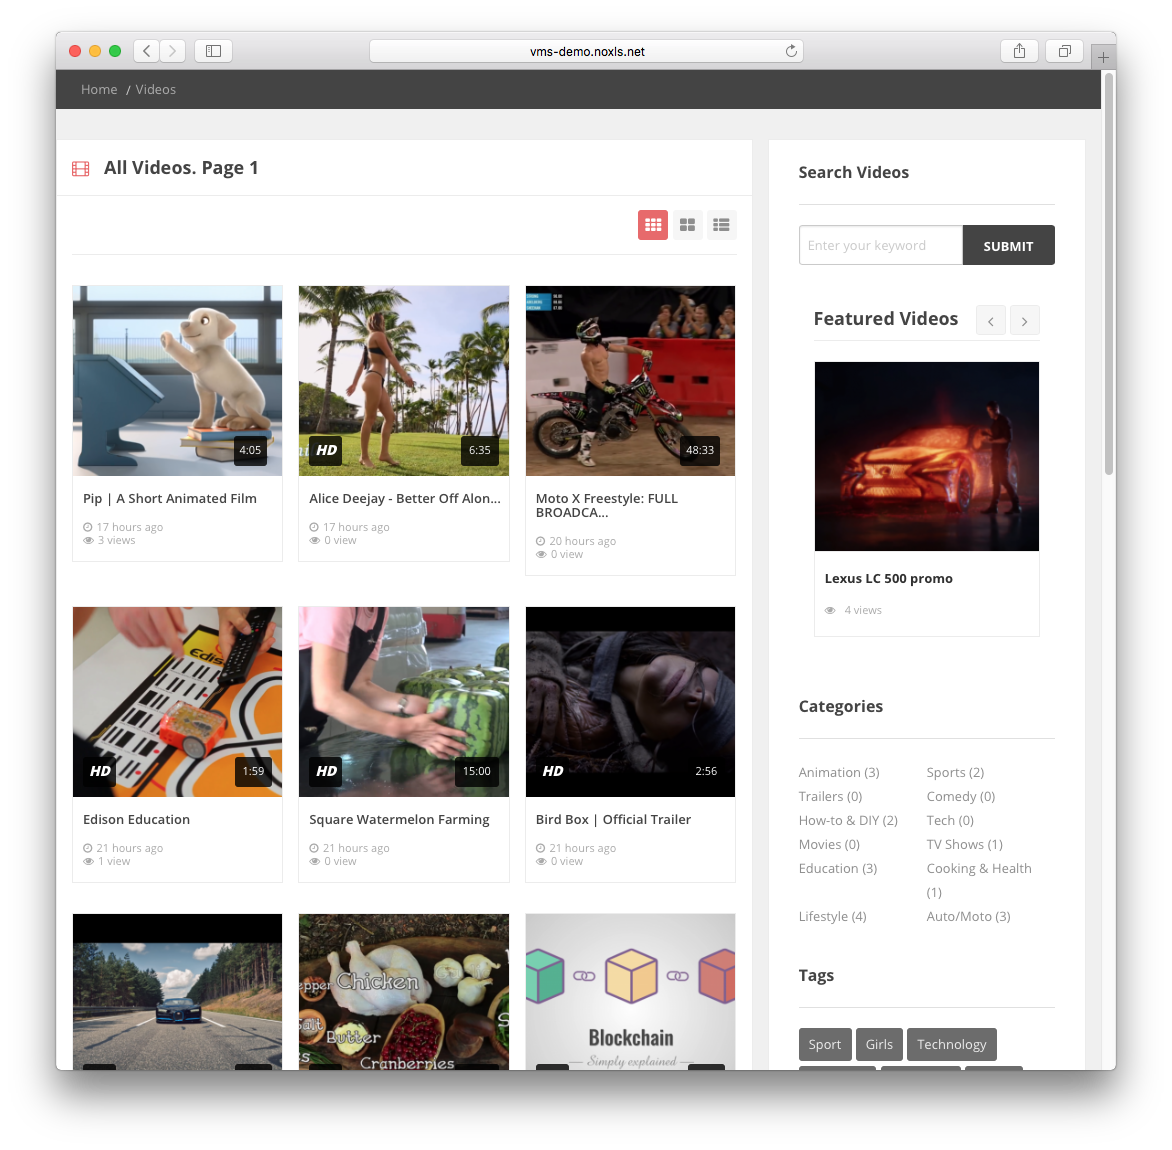 vms-demo.noxls.net
Home / Videos
All Videos. Page 1
4:05
Pip | A Short Animated Film
17 hours ago
3 views
HD
6:35
Alice Deejay - Better Off Alon...
17 hours ago
0 view
48:33
Moto X Freestyle: FULL
BROADCA...
20 hours ago
0 view
Edis
HD
1:59
Edison Education
21 hours ago
1 view
HD
15:00
Square Watermelon Farming
21 hours ago
0 view
HD
2:56
Bird Box | Official Trailer
21 hours ago
0 view
Chicken
epper
Salt
Butter
Cranberries
Blockchain
Simply explained
Search Videos
Enter your keyword
SUBMIT
Featured Videos
Lexus LC 500 promo
4 views
Categories
Animation (3)
Sports (2)
Trailers (0)
Comedy (0)
How-to & DIY (2)
Tech (0)
Movies (0)
TV Shows (1)
Education (3)
Cooking & Health
(1)
Lifestyle (4)
Auto/Moto (3)
Tags
Sport
Girls
Technology